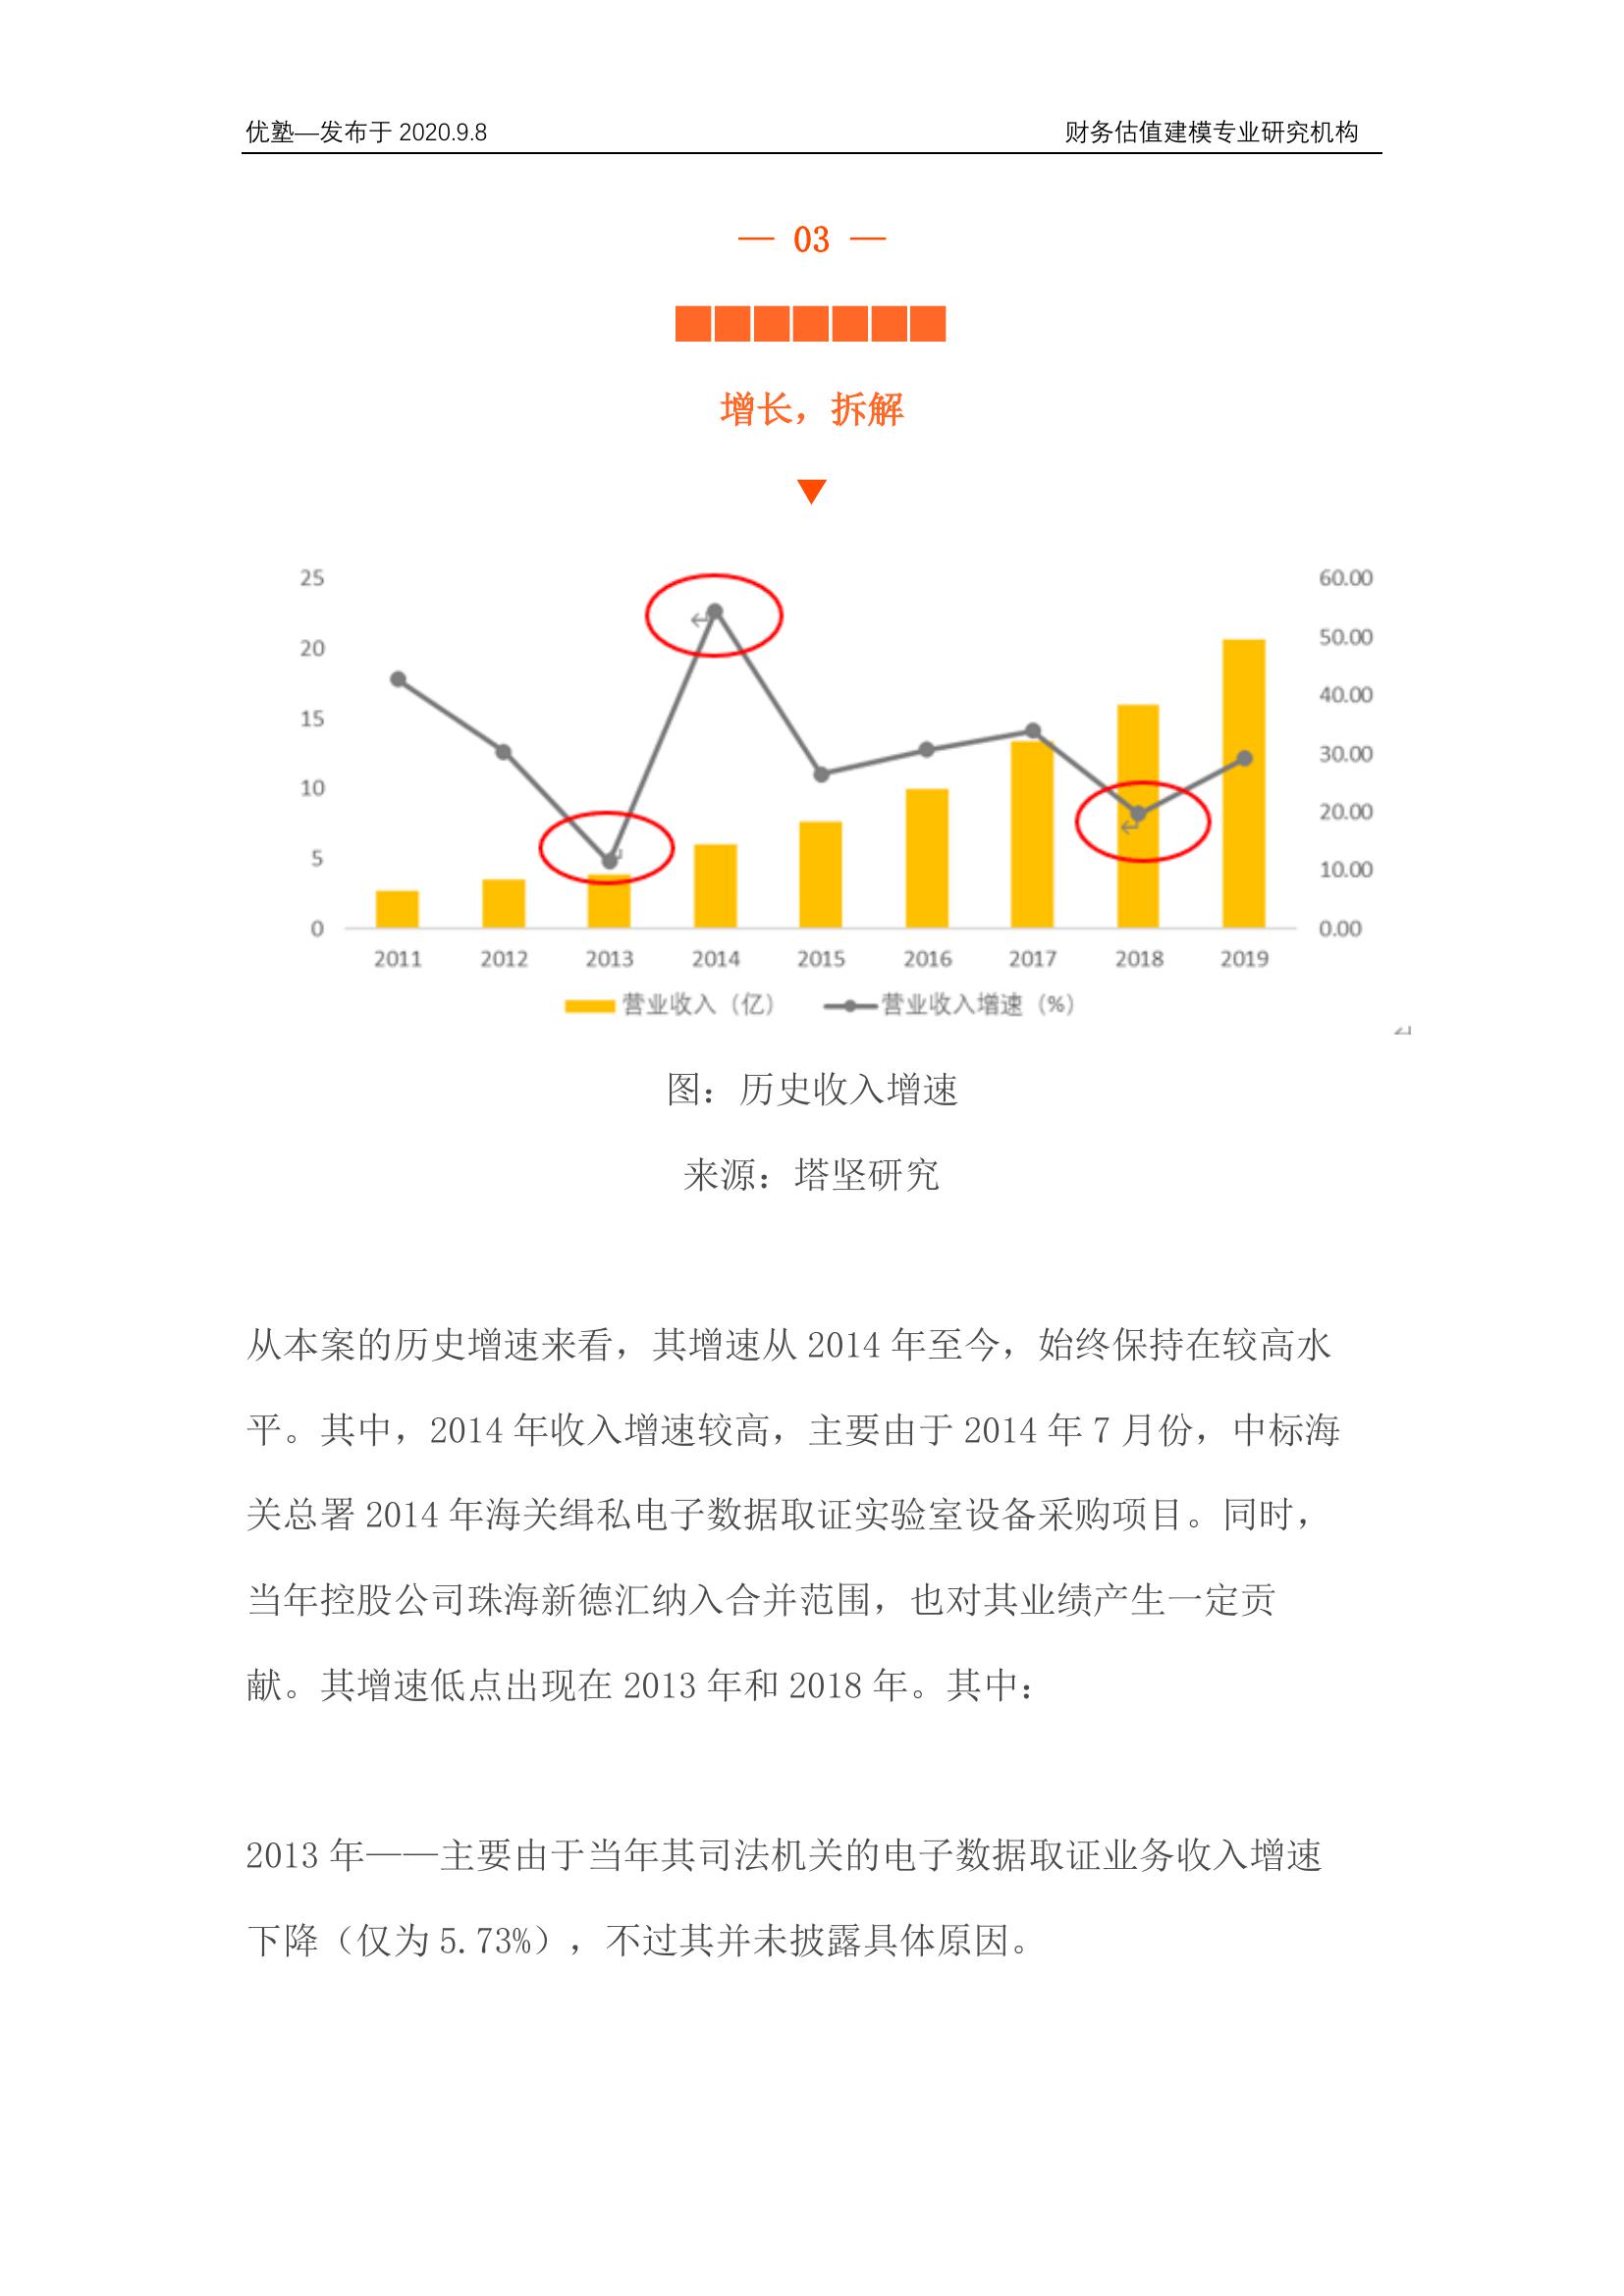 优塾—发布于 2020.9.8 财务估值建模专业研究机构
— 03 —
增长，拆解
25 60.00
50.00
20
40.00
15
30.00
10
20.00
5
10.00
0 0.00
2011 2012 2013 2014 2015 2016 2017 2018 2019
营业收入（亿） 营业收入增速（%）
图：历史收入增速
来源：塔坚研究
从本案的历史增速来看，其增速从 2014 年至今，始终保持在较高水
平。其中，2014 年收入增速较高，主要由于 2014 年 7 月份，中标海
关总署 2014 年海关缉私电子数据取证实验室设备采购项目。同时，
当年控股公司珠海新德汇纳入合并范围，也对其业绩产生一定贡
献。其增速低点出现在 2013 年和 2018 年。其中：
2013 年——主要由于当年其司法机关的电子数据取证业务收入增速
下降（仅为 5.73%），不过其并未披露具体原因。